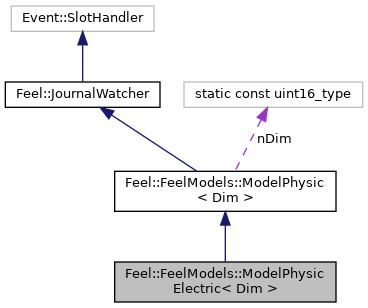 Event::SlotHandler
Feel::JournalWatcher
static const uint16_type
nDim
Feel::FeelModels::ModelPhysic
< Dim >
Feel::FeelModels::ModelPhysic
Electric< Dim >